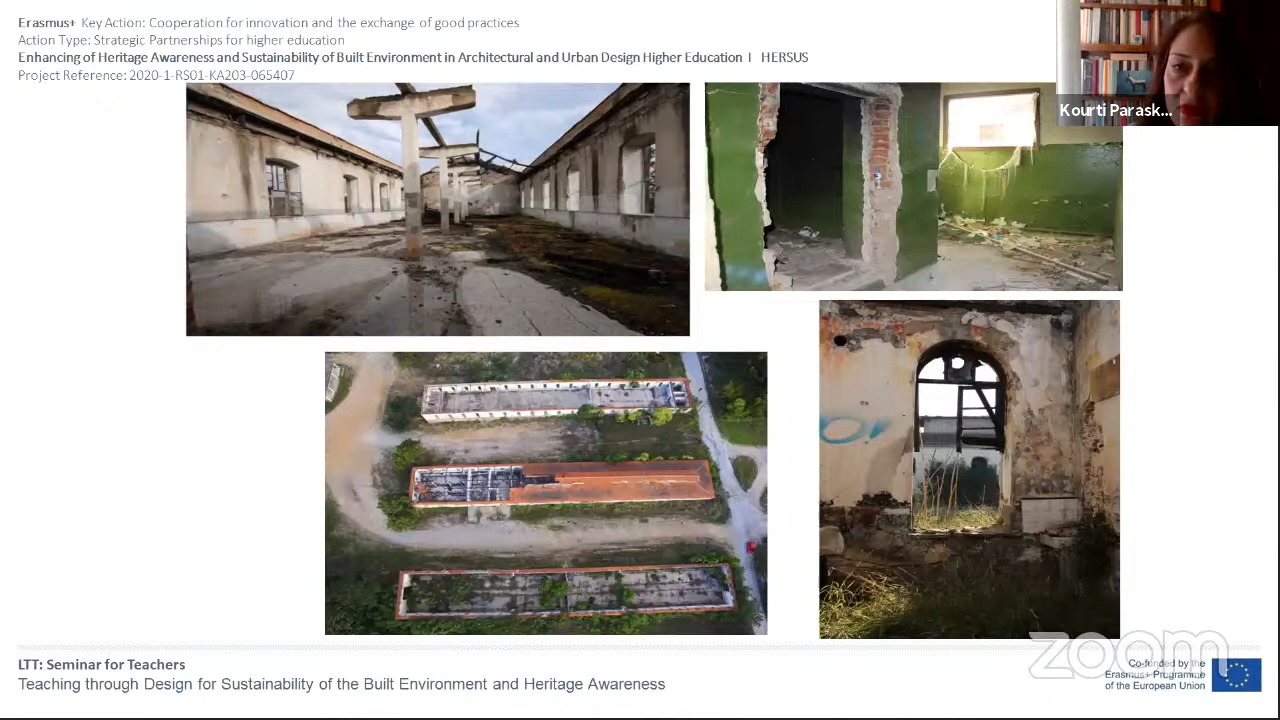 Erasmus+ Key Action: Cooperation for innovation and the exchange of good practices
Action Type: Strategic Partnerships for higher education
Enhancing of Heritage Awareness and Sustainability of Built Environment in Architectural and Urban Design Higher Education I HERSUS
Project Reference: 2020-1-RS01-KA203-065407
Kourti Parask...
LTT: Seminar for Teachers
Teaching through Design for Sustainability of the Built Environment and Heritage Awareness
zoom
Co-funded by the
Erasmus+ Programme
of the European Union